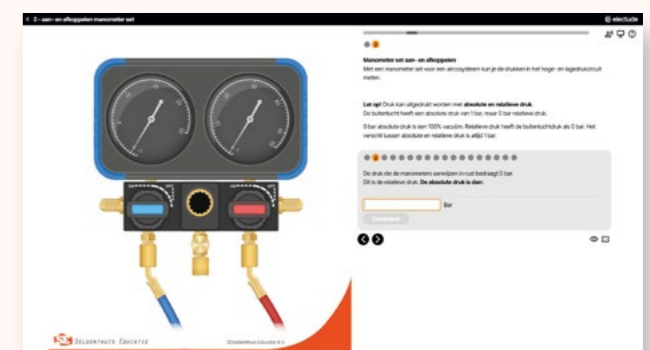 < 2 - aan- en afkoppelen manometer set
electude
Manometer set aan- en afkoppelen
Met een manometer set voor een aircosysteem kun je de drukken in het hoge- en lagedrukcircuit
meten.
Let op! Druk kan uitgedrukt worden met absolute en relatieve druk.
De buitenlucht heeft een absolute druk van 1 bar, maar 0 bar relatieve druk.
0 bar absolute druk is een 100% vacuüm. Relatieve druk heeft de buitenluchtdruk als 0 bar. Het
verschil tussen absolute en relatieve druk is altijd 1 bar.
De druk die de manometers aanwijzen in rust bedraagt 0 bar.
Dit is de relatieve druk. De absolute druk is dan:
Bar
Controleer
SE Seldenthuis Educatie
©Seldenthuis Educatie B.V.